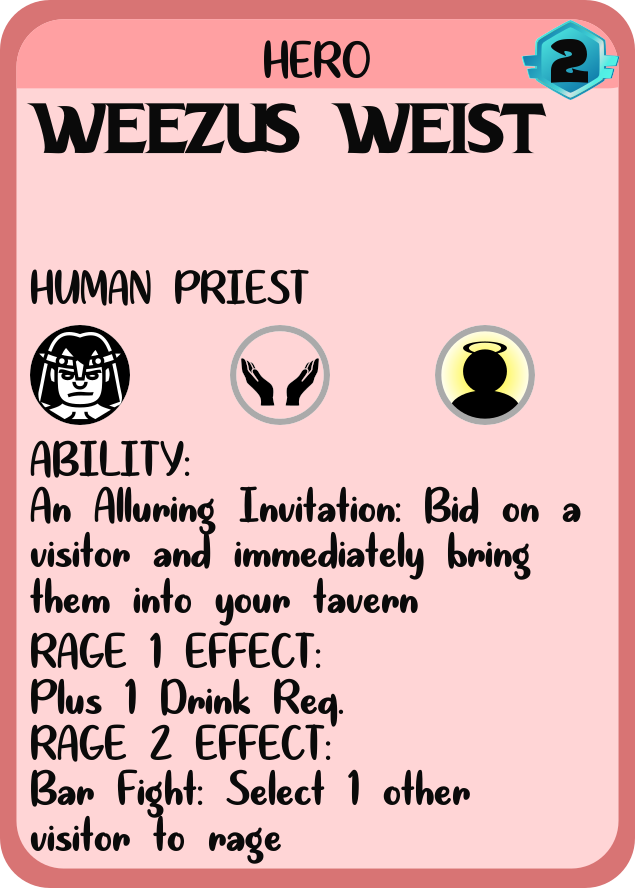 HERO
2
WEEZUS WEIST
HUMAN PRIEST
ABILITY:
An Alluring Invitation: Bid on a
visitor and immediately bring
them into your tavern
RAGE 1 EFFECT:
Plus 1 Drink Req.
RAGE 2 EFFECT:
Bar Fight: Select 1 other
visitor to rage